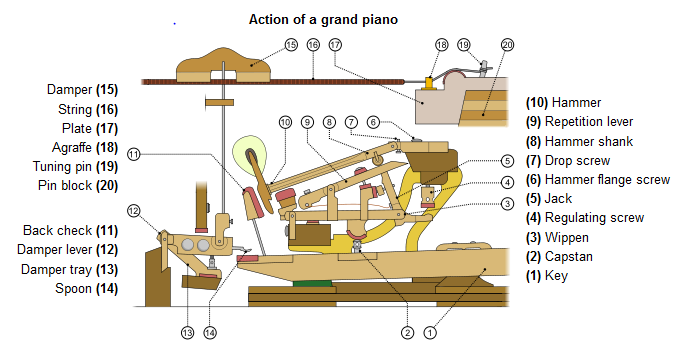 Action of a grand piano
15
16
17
18
19
20
Damper (15)
String (16)
Plate (17)
Agraffe (18)
Tuning pin (19)
Pin block (20)
10
9
8
7
6
11
5
4
3
12
(10) Hammer
(9) Repetition lever
(8) Hammer shank
(7) Drop screw
(6) Hammer flange screw
(5) Jack
(4) Regulating screw
(3) Wippen
(2) Capstan
(1) Key
Back check (11)
Damper lever (12)
Damper tray (13)
Spoon (14)
13
14
2
1